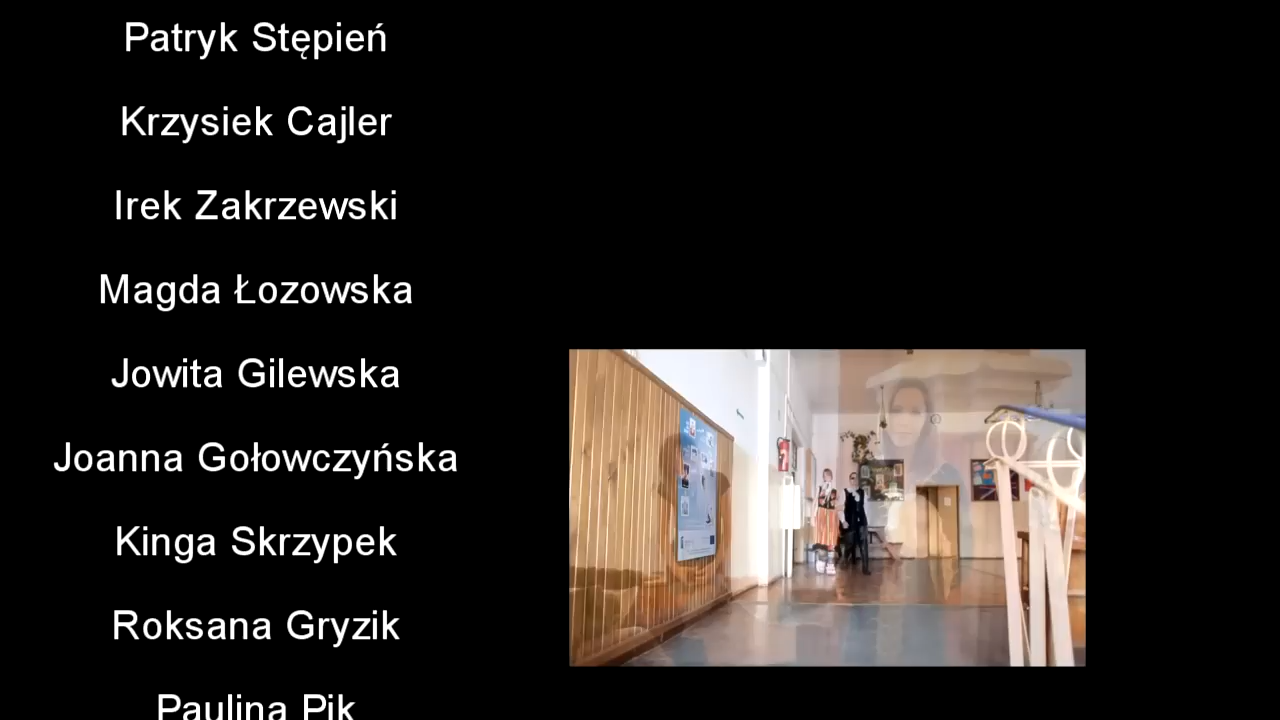 Patryk Stępień
Krzysiek Cajler
Irek Zakrzewski
Magda Łozowska
Jowita Gilewska
Joanna Gołowczyńska
Kinga Skrzypek
Roksana Gryzik
Paulina Pik